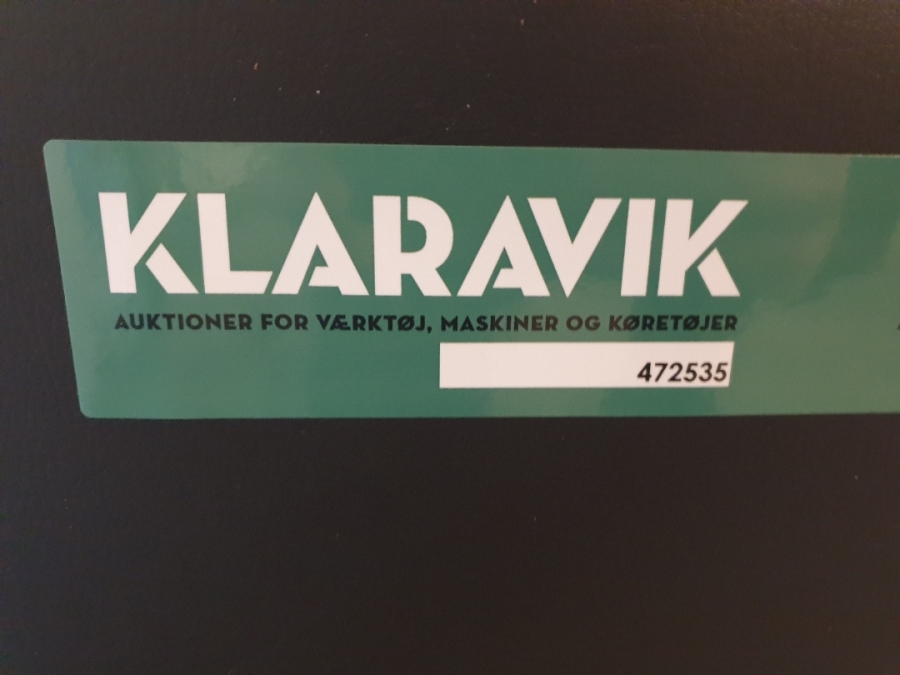 KLARAVIK
AUKTIONER FOR VÆRKTØJ, MASKINER OG KØRETØJER
472535